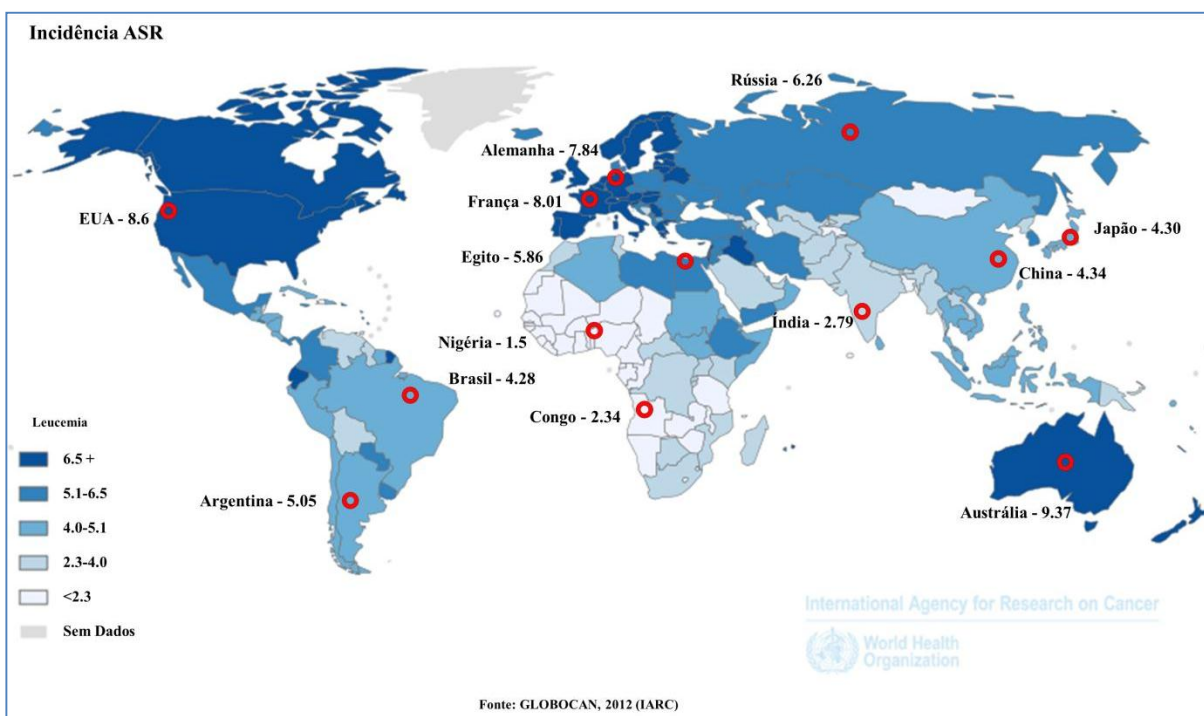 Incidência ASR
Rússia - 6.26
Alemanha - 7.84
França - 8.01
EUA - 8.6
Japão - 4.30
Egito - 5.86
China - 4.34
Índia - 2.79
Nigéria - 1.5
Brasil - 4.28
Congo - 2.34
Leucemia
6.5 +
5.1-6.5
4.0-5.1
2.3-4.0
<2.3
Sem Dados
Argentina - 5.05
Austrália - 9.37
International Agency for Research on Cancer
World Health
Organization
Fonte: GLOBOCAN, 2012 (IARC)